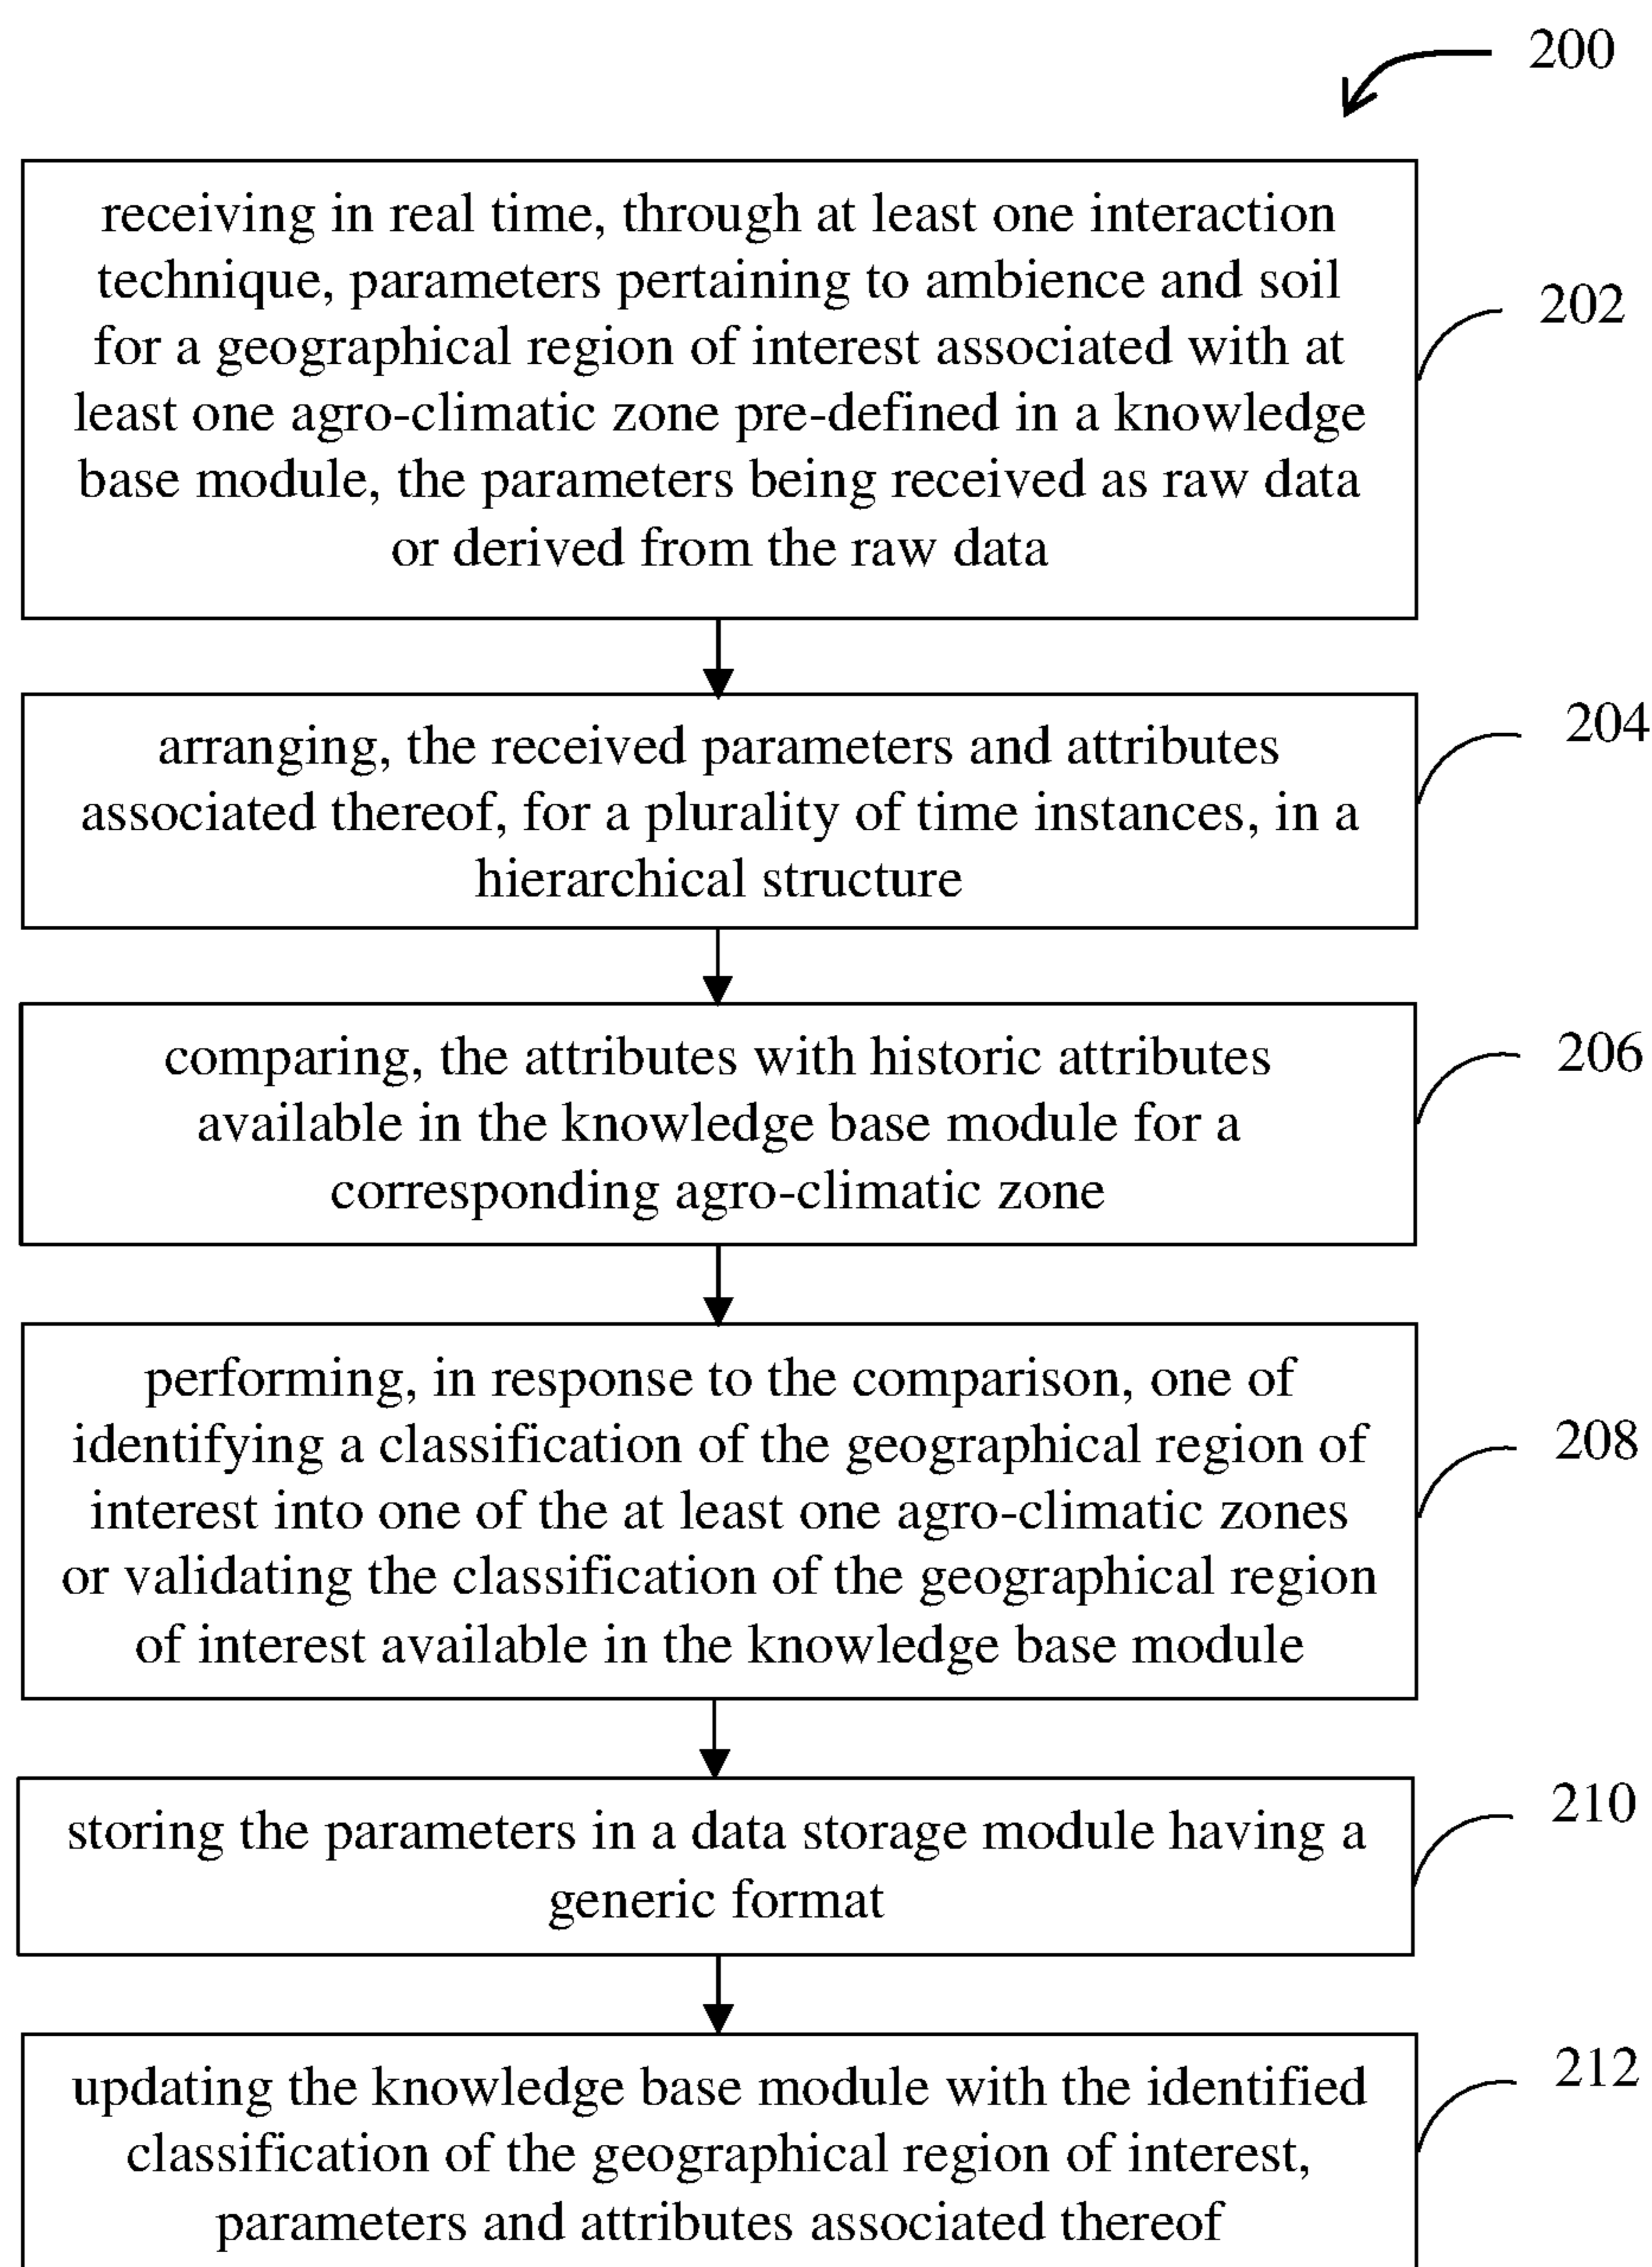 200
receiving in real time, through at least one interaction
technique, parameters pertaining to ambience and soil
for a geographical region of interest associated with at
least one agro-climatic zone pre-defined in a knowledge
base module, the parameters being received as raw data
or derived from the raw data
202
arranging, the received parameters and attributes
associated thereof, for a plurality of time instances, in a
hierarchical structure
204
comparing, the attributes with historic attributes
available in the knowledge base module for a
corresponding agro-climatic zone
206
performing, in response to the comparison, one of
identifying a classification of the geographical region of
interest into one of the at least one agro-climatic zones
or validating the classification of the geographical region
of interest available in the knowledge base module
208
storing the parameters in a data storage module having a
generic format
210
updating the knowledge base module with the identified
classification of the geographical region of interest,
parameters and attributes associated thereof
212